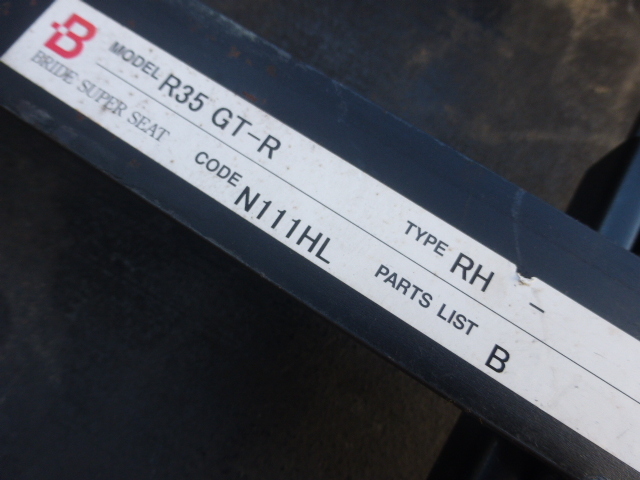 B
MODEL R35 GT-R
TYPE RH -
BRIDE SUPER SEAT
CODE N111HL
PARTS LIST B